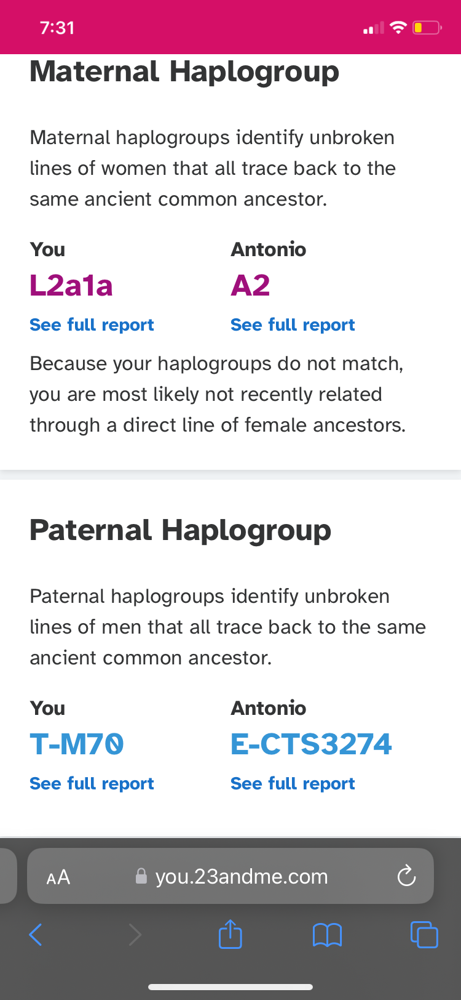 7:31
Maternal Haplogroup
Maternal haplogroups identify unbroken
lines of women that all trace back to the
same ancient common ancestor.
You Antonio
L2a1a A2
See full report See full report
Because your haplogroups do not match,
you are most likely not recently related
through a direct line of female ancestors.
Paternal Haplogroup
Paternal haplogroups identify unbroken
lines of men that all trace back to the same
ancient common ancestor.
You Antonio
T-M70 E-CTS3274
See full report See full report
AA you.23andme.com